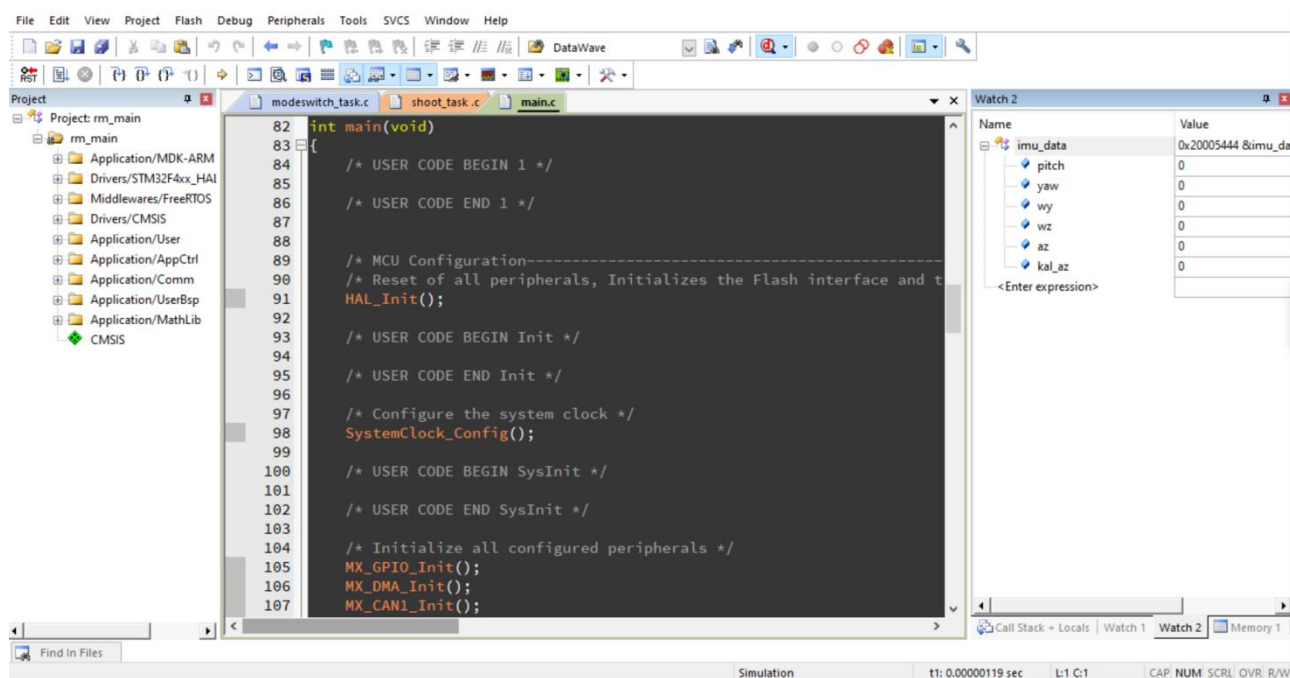 File Edit View Project Flash Debug Peripherals Tools SVCS Window Help
DataWave
RST
Project
Project: rm_main
rm_main
Application/MDK-ARM
Drivers/STM32F4xx_HAL
Middlewares/FreeRTOS
Drivers/CMSIS
Application/User
Application/AppCtrl
Application/Comm
Application/UserBsp
Application/MathLib
CMSIS
modeswitch_task.c shoot_task .c main.c
82 int main(void)
83 {
84 /* USER CODE BEGIN 1 */
85
86 /* USER CODE END 1 */
87
88
89 /* MCU Configuration----------------------------------------------
90 /* Reset of all peripherals, Initializes the Flash interface and t
91 HAL_Init();
92
93 /* USER CODE BEGIN Init */
94
95 /* USER CODE END Init */
96
97 /* Configure the system clock */
98 SystemClock_Config();
99
100 /* USER CODE BEGIN SysInit */
101
102 /* USER CODE END SysInit */
103
104 /* Initialize all configured peripherals */
105 MX_GPIO_Init();
106 MX_DMA_Init();
107 MX_CAN1_Init();
Watch 2
Name Value
imu_data 0x20005444 &imu_da
pitch 0
yaw 0
wy 0
wz 0
az 0
kal_az 0
<Enter expression>
Call Stack + Locals Watch 1 Watch 2 Memory 1
Find In Files
Simulation t1: 0.00000119 sec L:1 C:1 CAP NUM SCRL OVR R/W